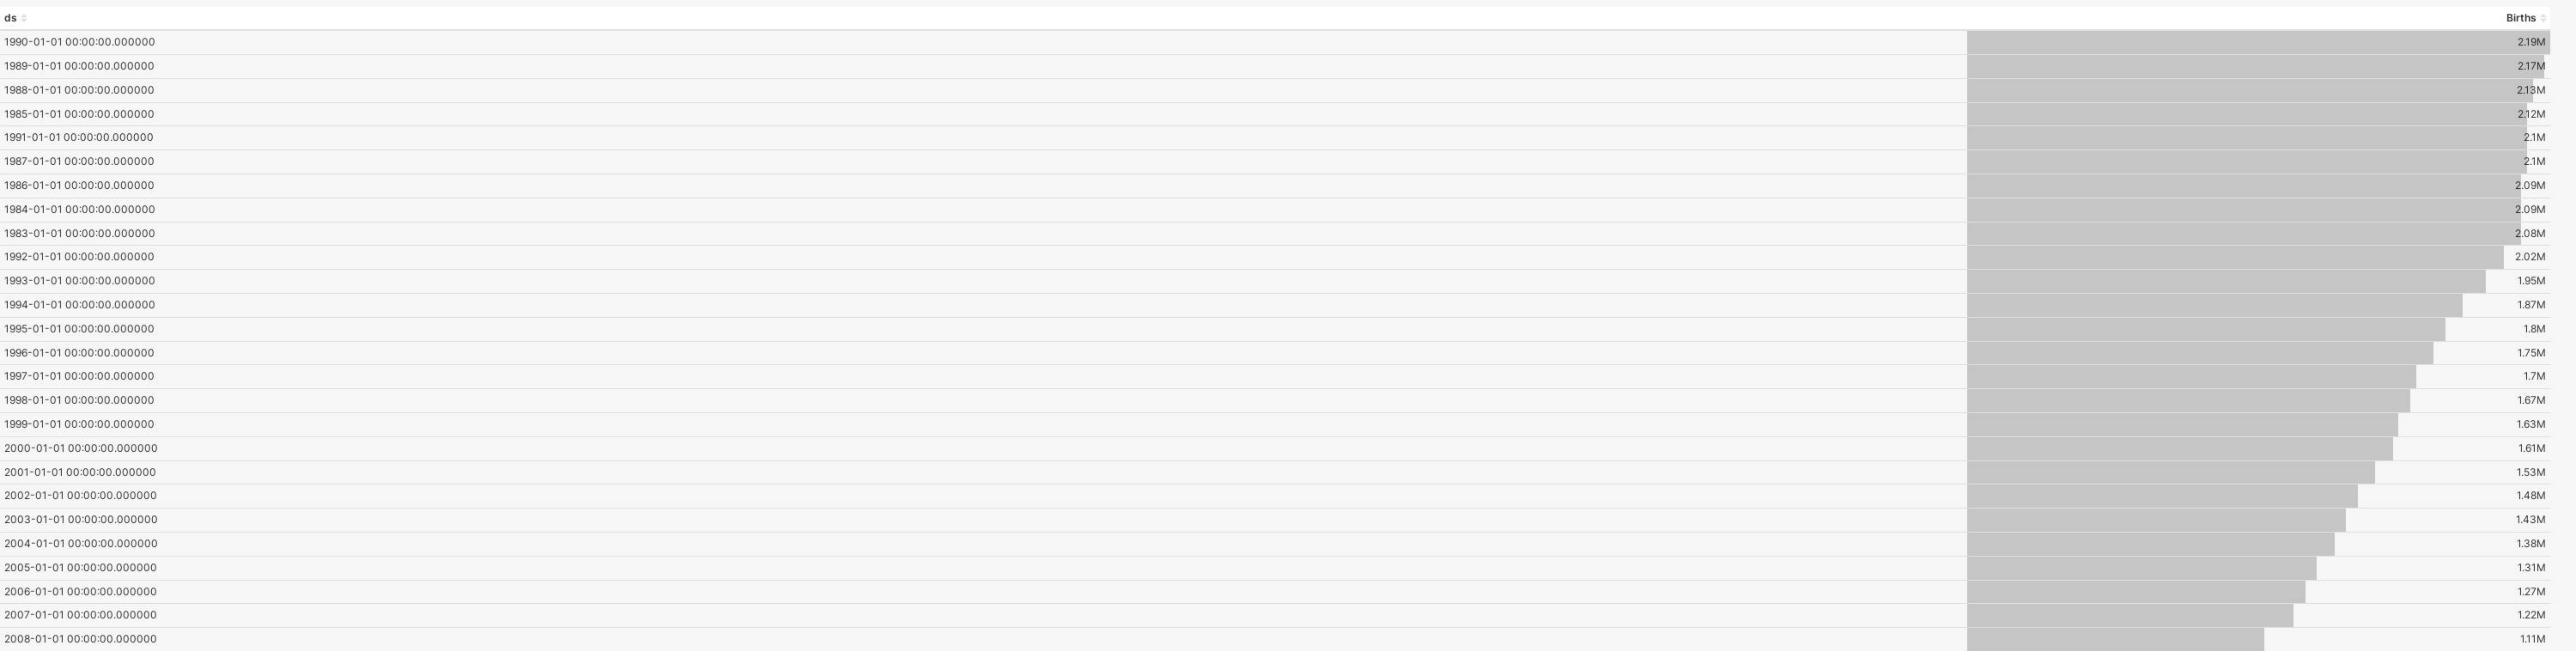 ds Births
1990-01-01 00:00:00.000000 2.19M
1989-01-01 00:00:00.000000 2.17M
1988-01-01 00:00:00.000000 2.13M
1985-01-01 00:00:00.000000 2.12M
1991-01-01 00:00:00.000000 2.1M
1987-01-01 00:00:00.000000 2.1M
1986-01-01 00:00:00.000000 2.09M
1984-01-01 00:00:00.000000 2.09M
1983-01-01 00:00:00.000000 2.08M
1992-01-01 00:00:00.000000 2.02M
1993-01-01 00:00:00.000000 1.95M
1994-01-01 00:00:00.000000 1.87M
1995-01-01 00:00:00.000000 1.8M
1996-01-01 00:00:00.000000 1.75M
1997-01-01 00:00:00.000000 1.7M
1998-01-01 00:00:00.000000 1.67M
1999-01-01 00:00:00.000000 1.63M
2000-01-01 00:00:00.000000 1.61M
2001-01-01 00:00:00.000000 1.53M
2002-01-01 00:00:00.000000 1.48M
2003-01-01 00:00:00.000000 1.43M
2004-01-01 00:00:00.000000 1.38M
2005-01-01 00:00:00.000000 1.31M
2006-01-01 00:00:00.000000 1.27M
2007-01-01 00:00:00.000000 1.22M
2008-01-01 00:00:00.000000 1.11M